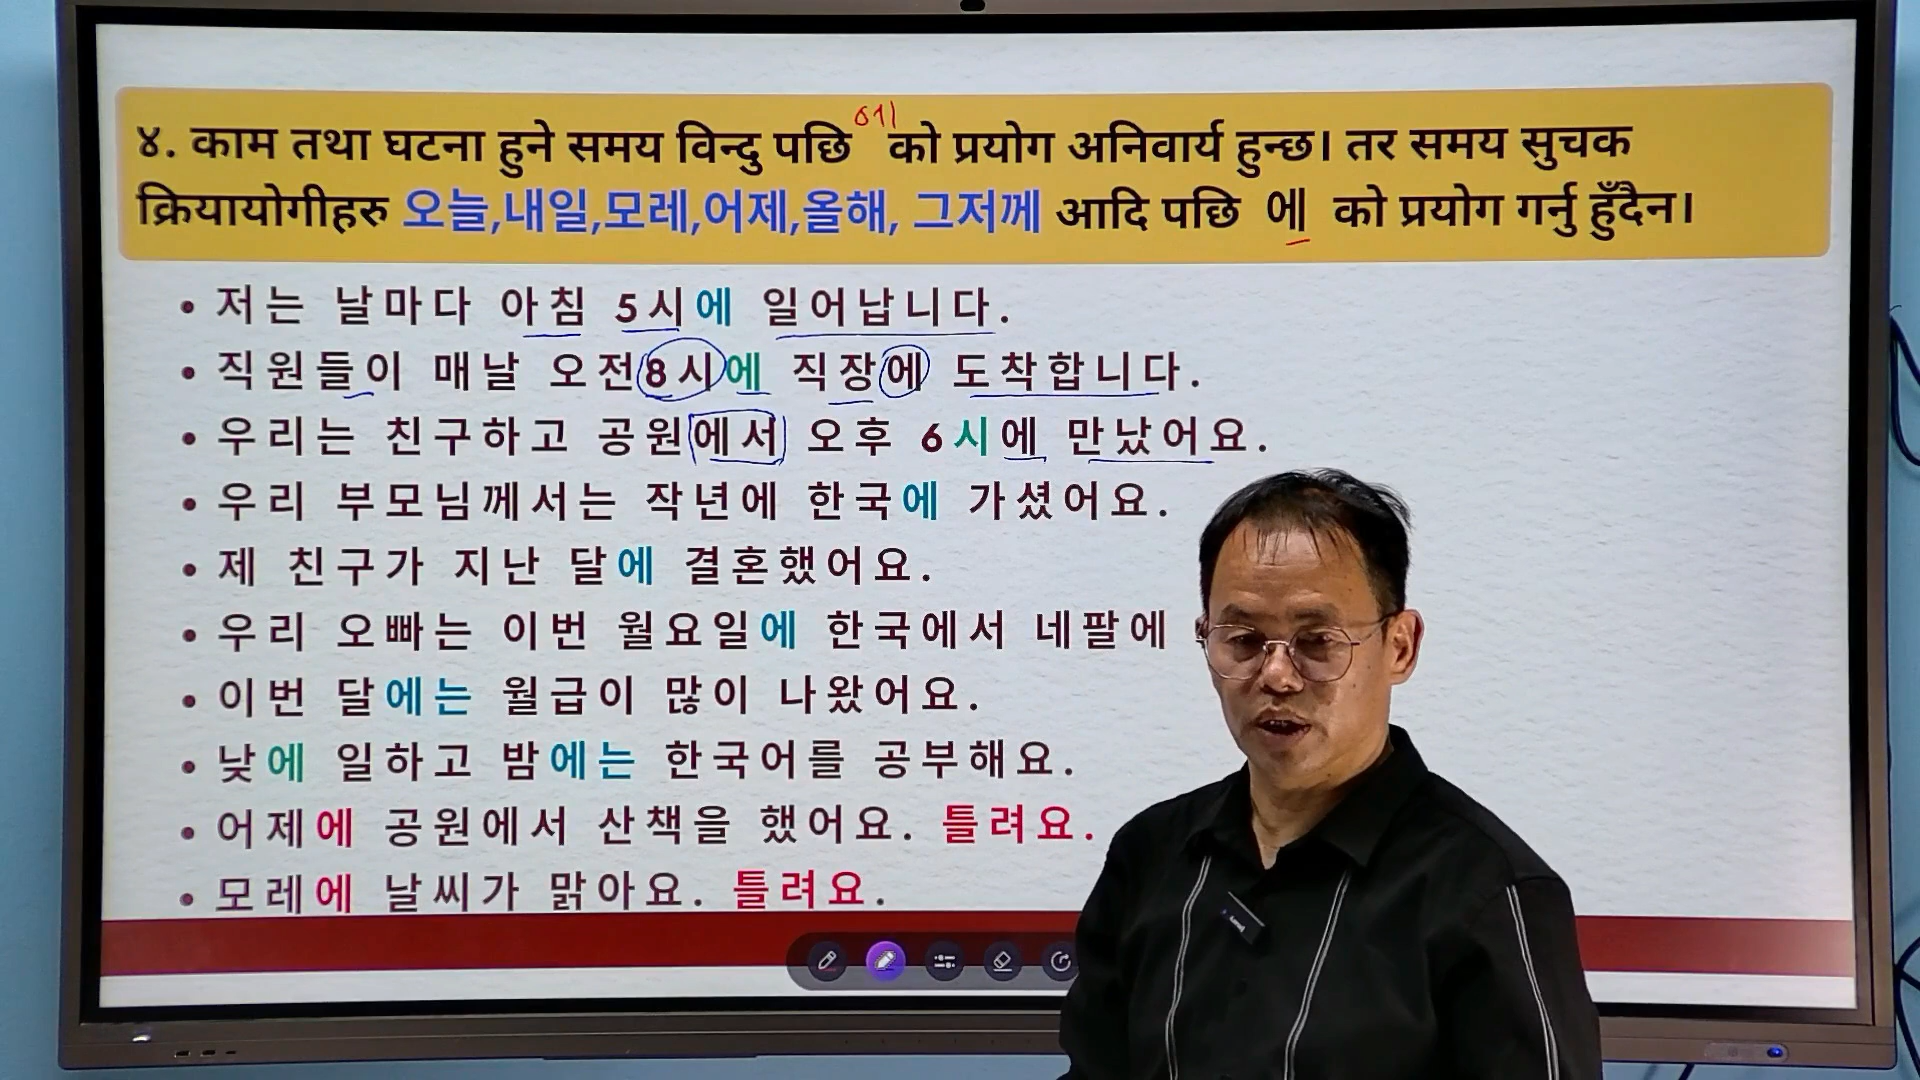 ४. काम तथा घटना हुने समय विन्दु पछि 에 को प्रयोग अनिवार्य हुन्छ। तर समय सुचक
क्रियायोगीहरु 오늘,내일,모레,어제,올해, 그저께 आदि पछि 에 को प्रयोग गर्नु हुँदैन।
• 저는 날마다 아침 5시에 일어납니다.
• 직원들이 매날 오전8시에 직장에 도착합니다.
• 우리는 친구하고 공원에서 오후 6시에 만났어요.
• 우리 부모님께서는 작년에 한국에 가셨어요.
• 제 친구가 지난 달에 결혼했어요.
• 우리 오빠는 이번 월요일에 한국에서 네팔에
• 이번 달에는 월급이 많이 나왔어요.
• 낮에 일하고 밤에는 한국어를 공부해요.
• 어제에 공원에서 산책을 했어요. 틀려요.
• 모레에 날씨가 맑아요. 틀려요.